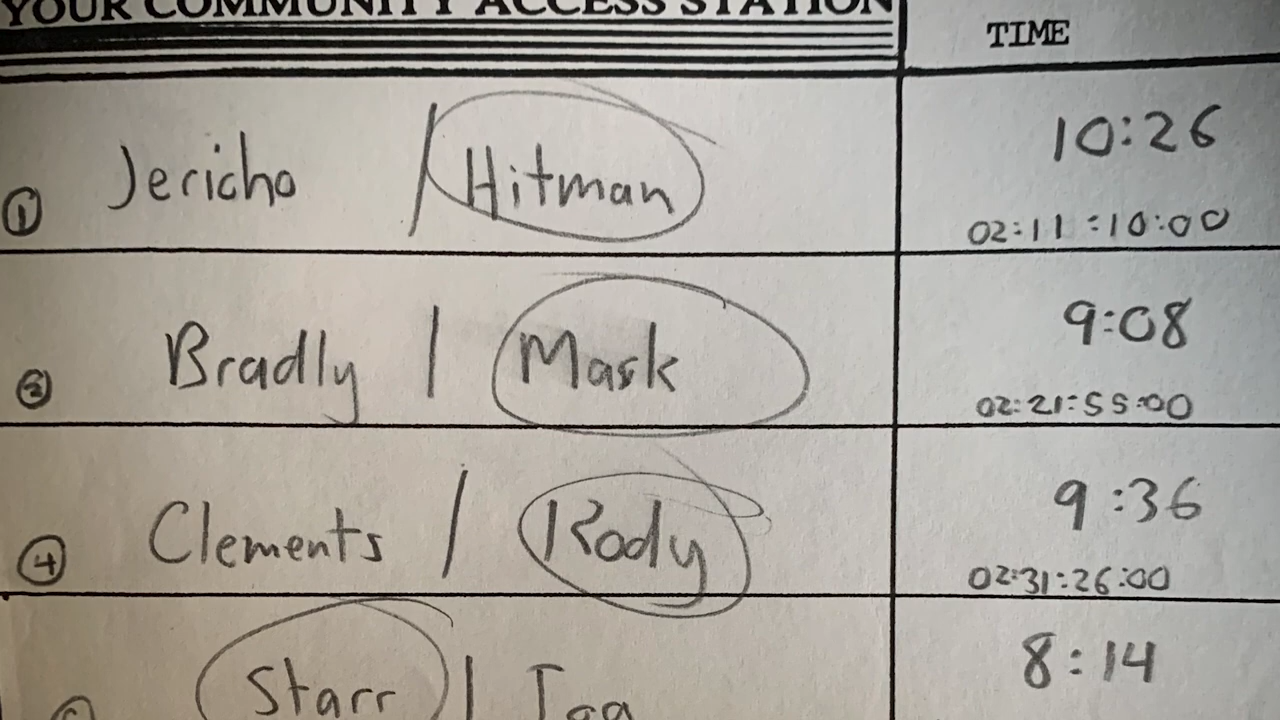 YOUR COMMUNITY ACCESS STATION
TIME
① Jericho / Hitman 10:26
02:11:10:00
Bradly | Mask 9:08
02:21:55:00
④ Clements / Rody 9:36
02:31:26:00
Starr | 8:14